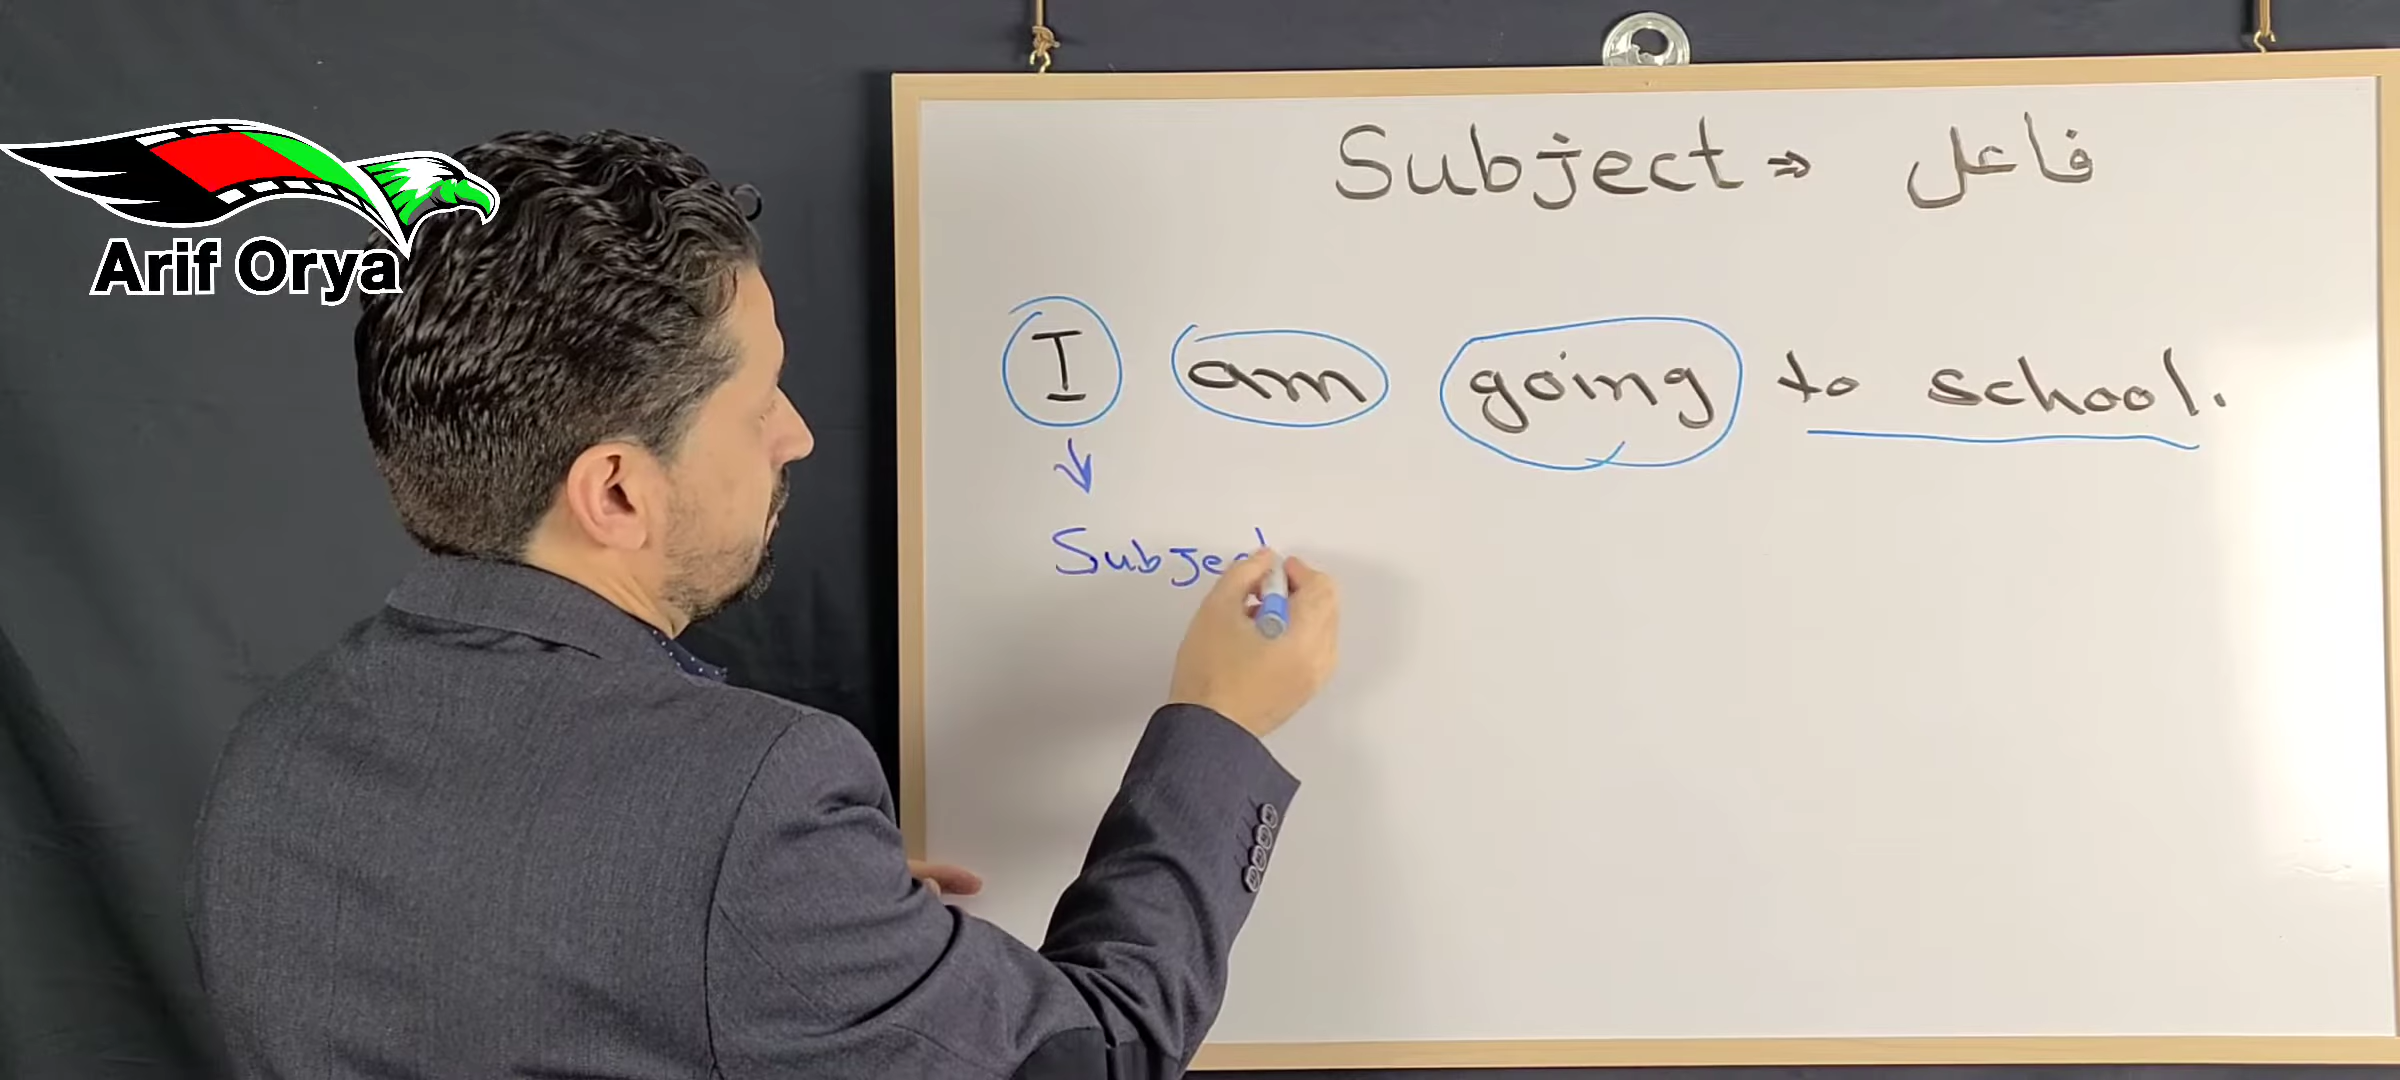 Arif Orya
Subject ⇒ فاعل
I am going to school.
↓
Subject